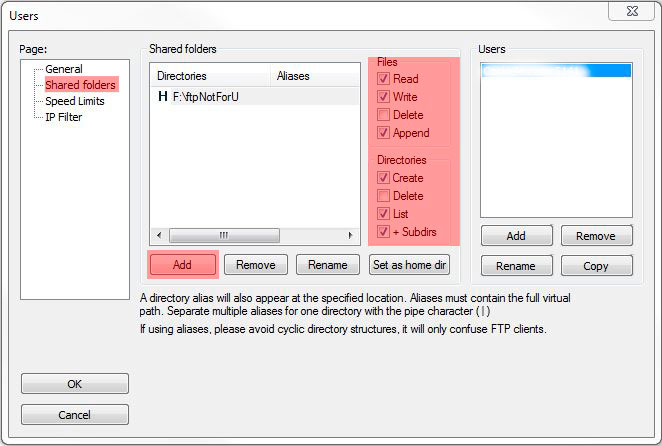 Users
Page:
General
Shared folders
Speed Limits
IP Filter
OK
Cancel
Shared folders
Directories Aliases
H F:\ftpNotForU
Files
Read
Write
Delete
Append
Directories
Create
Delete
List
+ Subdirs
Add Remove Rename Set as home dir
A directory alias will also appear at the specified location. Aliases must contain the full virtual
path. Separate multiple aliases for one directory with the pipe character ( | )
If using aliases, please avoid cyclic directory structures, it will only confuse FTP clients.
Users
Add Remove
Rename Copy